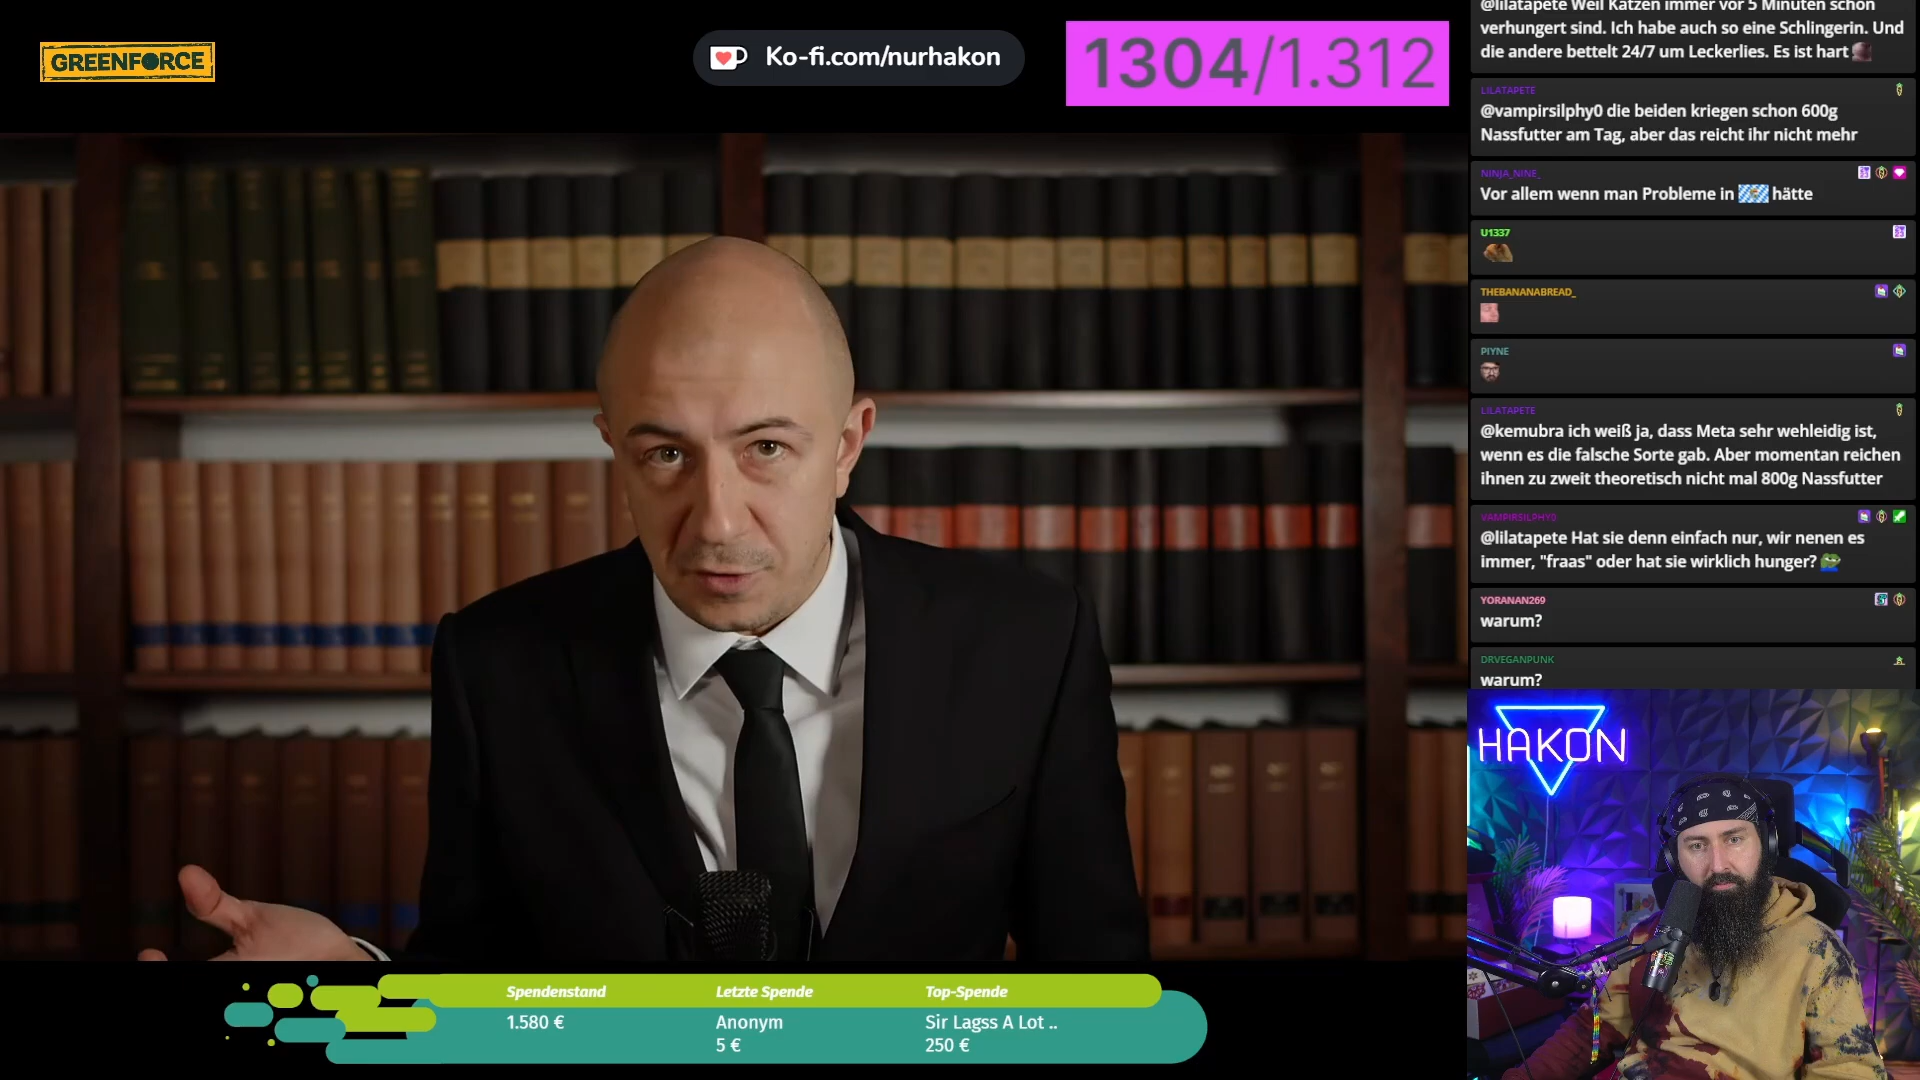 GREENFORCE
Ko-fi.com/nurhakon
1304/1.312
@lilatapete Weil Katzen immer vor 5 Minuten schon
verhungert sind. Ich habe auch so eine Schlingerin. Und
die andere bettelt 24/7 um Leckerlies. Es ist hart
LILATAPETE
@vampirsilphy0 die beiden kriegen schon 600g
Nassfutter am Tag, aber das reicht ihr nicht mehr
NINJA_NINE_
Vor allem wenn man Probleme in hätte
U1337
THEBANANABREAD_
PIYNE
LILATAPETE
@kemubra ich weiß ja, dass Meta sehr wehleidig ist,
wenn es die falsche Sorte gab. Aber momentan reichen
ihnen zu zweit theoretisch nicht mal 800g Nassfutter
VAMPIRSILPHY0
@lilatapete Hat sie denn einfach nur, wir nenen es
immer, "fraas" oder hat sie wirklich hunger?
YORANAN269
warum?
DRVEGANPUNK
warum?
HAKON
Spendenstand
1.580 €
Letzte Spende
Anonym
5 €
Top-Spende
Sir Lagss A Lot ..
250 €